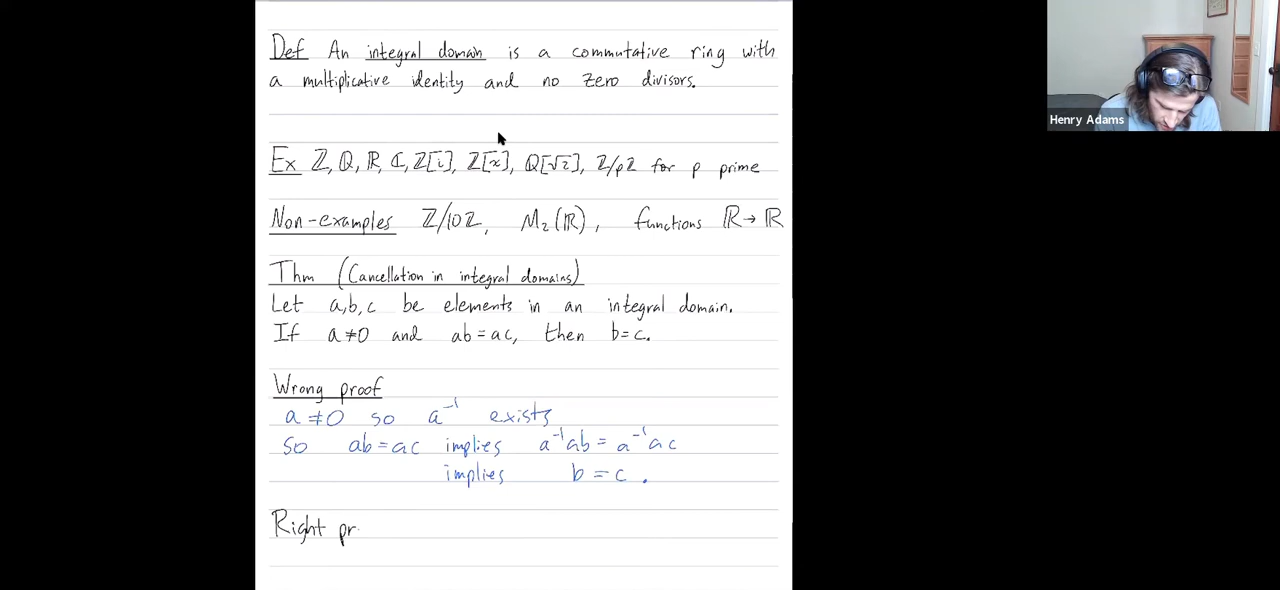 Def An integral domain is a commutative ring with
a multiplicative identity and no zero divisors.
Ex ℤ, ℚ, ℝ, ℂ, ℤ[i], ℤ[x], ℚ[√2], ℤ/pℤ for p prime
Non-examples ℤ/10ℤ, M₂(ℝ), functions ℝ→ℝ
Thm (Cancellation in integral domains)
Let a,b,c be elements in an integral domain.
If a≠0 and ab=ac, then b=c.
Wrong proof
a≠0 so a⁻¹ exists
so ab=ac implies a⁻¹ab=a⁻¹ac
implies b=c.
Right pr
Henry Adams